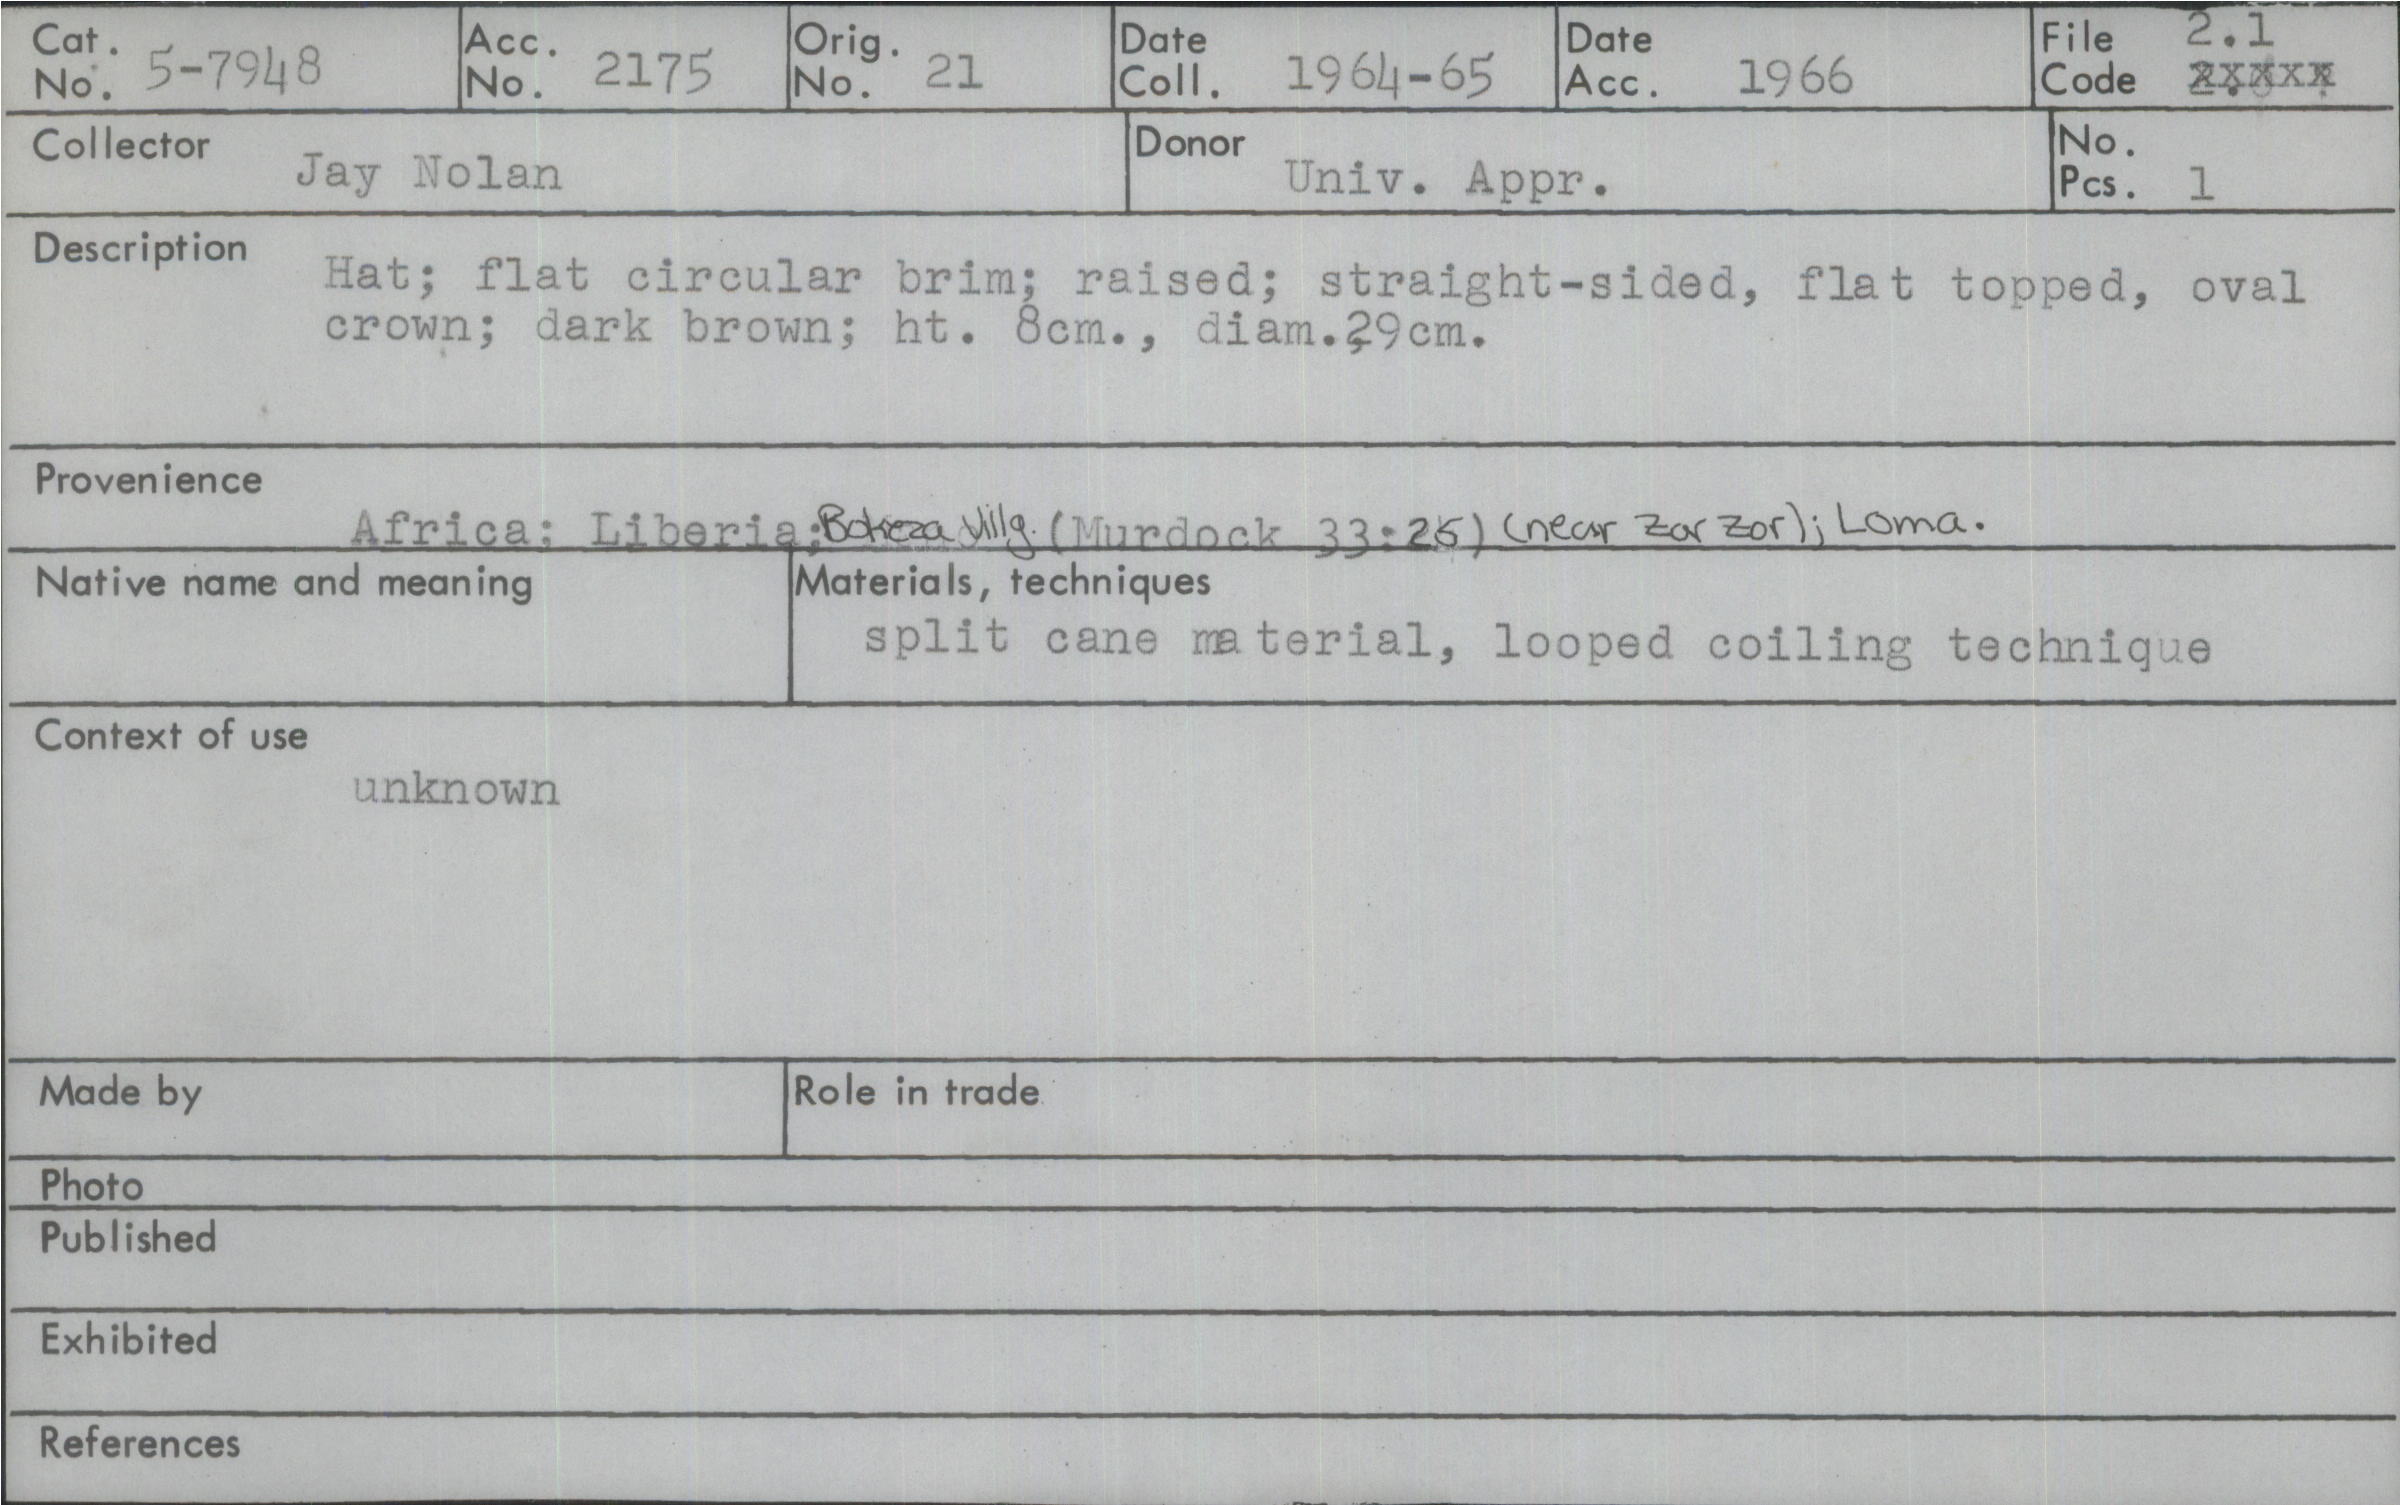 Cat. No. 5-7948 Acc. No. 2175 Orig. No. 21 Date Coll. 1964-65 Date Acc. 1966 File Code 2.1
Collector Jay Nolan Donor Univ. Appr. No. Pcs. 1
Description
Hat; flat circular brim; raised; straight-sided, flat topped, oval
crown; dark brown; ht. 8cm., diam. 29cm.
Provenience
Africa; Liberia; Bokeza Villg. (Murdock 33:26) (near Zor Zor); Loma.
Native name and meaning Materials, techniques
split cane material, looped coiling technique
Context of use
unknown
Made by Role in trade
Photo
Published
Exhibited
References